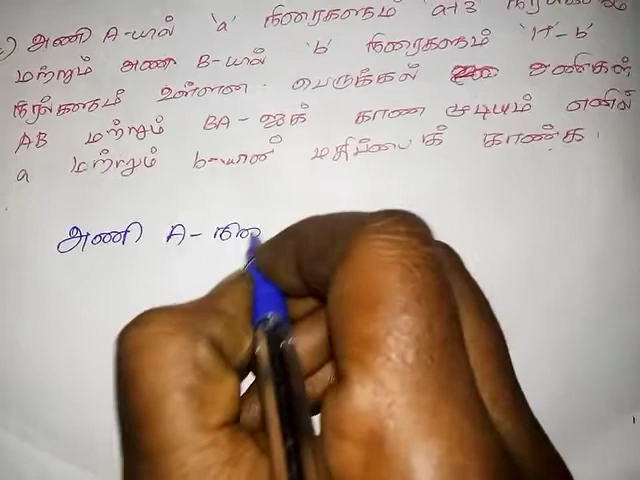 அணி A-யில் 'a' நிரைகளும் 'a+3 நிரல்களும்
மற்றும் அணி B-யில் 'b' நிரைகளும் '17-b'
நிரல்களும் உள்ளன. பெருக்கல் அணிகள்
AB மற்றும் BA-ஐக் காண முடியும் எனில்
a மற்றும் b-யின் மதிப்பைக் காண்க.
அணி A-